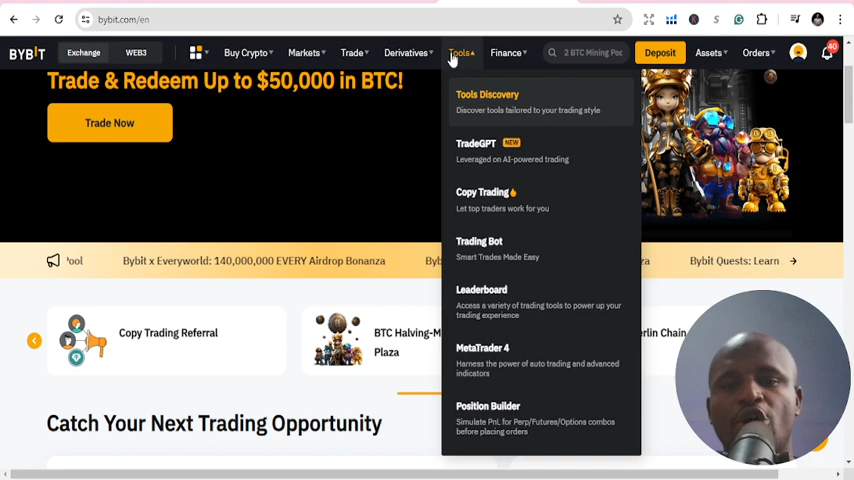 bybit.com/en
BYBIT
Exchange
WEB3
Buy Crypto
Markets
Trade
Derivatives
Tools
Finance
2 BTC Mining Poc
Deposit
Assets
Orders
40
Trade & Redeem Up to $50,000 in BTC!
Trade Now
Tools Discovery
Discover tools tailored to your trading style
TradeGPT NEW
Leveraged on AI-powered trading
Copy Trading
Let top traders work for you
Trading Bot
Smart Trades Made Easy
Leaderboard
Access a variety of trading tools to power up your
trading experience
MetaTrader 4
Harness the power of auto trading and advanced
indicators
Position Builder
Simulate PnL for Perp/Futures/Options combos
before placing orders
Pool
Bybit x Everyworld: 140,000,000 EVERY Airdrop Bonanza
Byb
za
Bybit Quests: Learn
Copy Trading Referral
BTC Halving-M
Plaza
erlin Chain
Catch Your Next Trading Opportunity